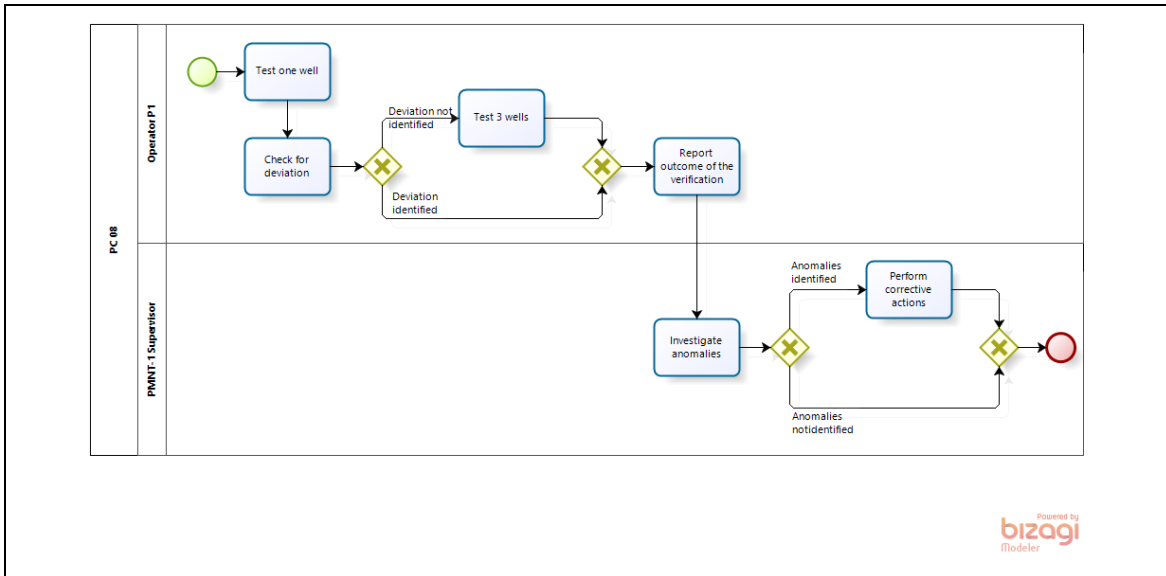 PC 08
Operator P1
Test one well
Check for
deviation
Deviation not
identified
Test 3 wells
Deviation
identified
Report
outcome of the
verification
PMNT-1 Supervisor
Investigate
anomalies
Anomalies
identified
Perform
corrective
actions
Anomalies
notidentified
Powered by
bizagi
Modeler